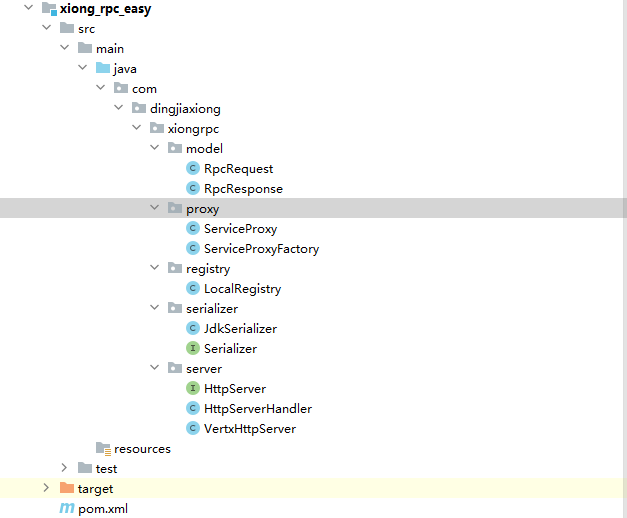 xiong_rpc_easy
src
main
java
com
dingjiaxiong
xiongrpc
model
RpcRequest
RpcResponse
proxy
ServiceProxy
ServiceProxyFactory
registry
LocalRegistry
serializer
JdkSerializer
Serializer
server
HttpServer
HttpServerHandler
VertxHttpServer
resources
test
target
pom.xml